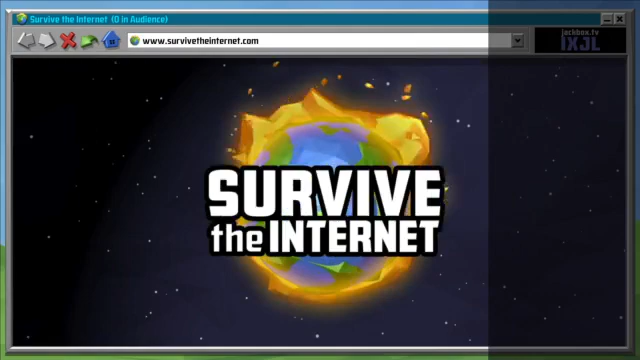 Survive the Internet (0 in Audience)
www.survivetheinternet.com
jackbox.tv
IXJL
SURVIVE
the INTERNET